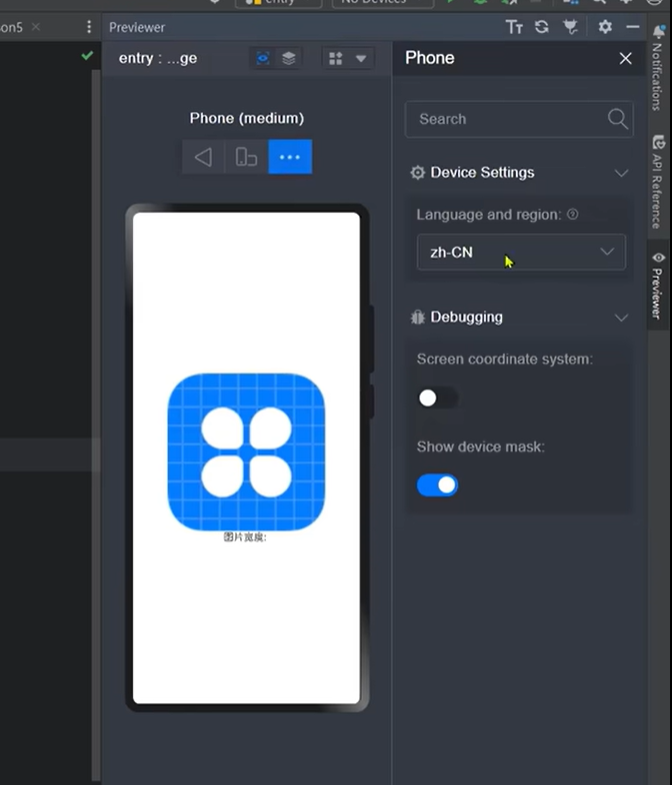 entry
No Devices
son5
Previewer
entry : ...ge
Phone
Phone (medium)
Search
Device Settings
Language and region:
zh-CN
Debugging
Screen coordinate system:
Show device mask:
图片宽度:
Notifications
API Reference
Previewer